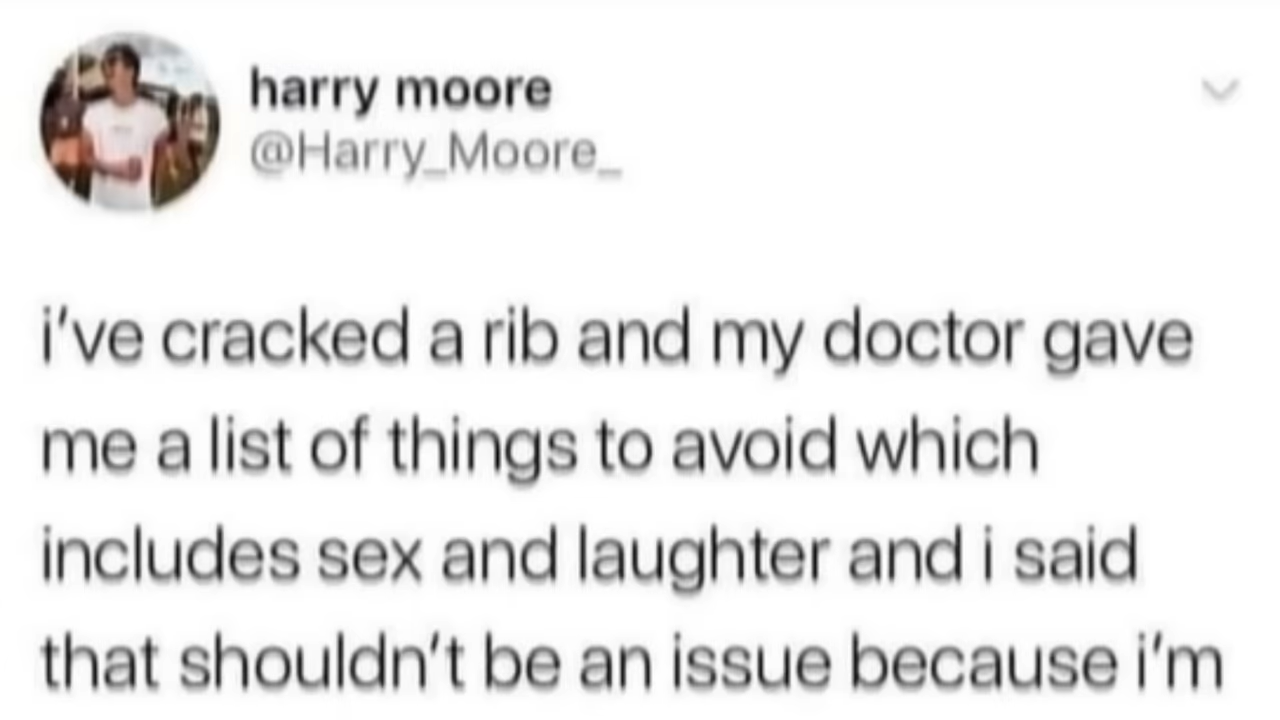 harry moore
@Harry_Moore_
i've cracked a rib and my doctor gave
me a list of things to avoid which
includes sex and laughter and i said
that shouldn't be an issue because i'm